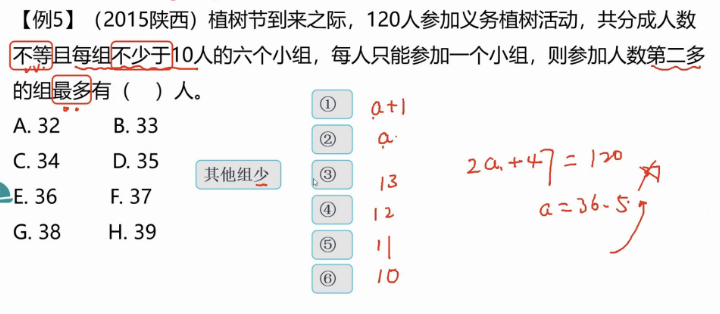 【例5】（2015陕西）植树节到来之际，120人参加义务植树活动，共分成人数
不等且每组不少于10人的六个小组，每人只能参加一个小组，则参加人数第二多
的组最多有（ ）人。
A. 32 B. 33
C. 34 D. 35
E. 36 F. 37
G. 38 H. 39
其他组少
① a+1
② a
③ 13
④ 12
⑤ 11
⑥ 10
2a+47=120
a=36.5